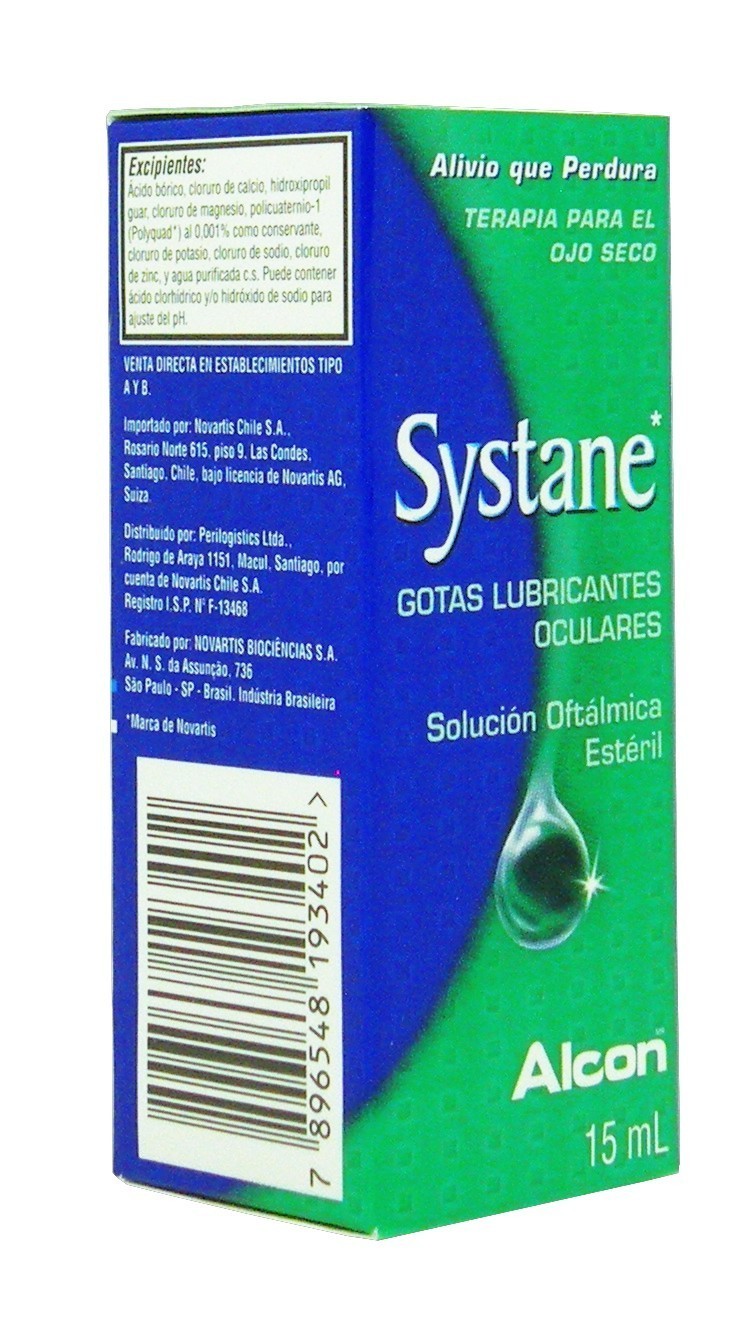 Excipientes:
Ácido bórico, cloruro de calcio, hidroxipropil
guar, cloruro de magnesio, policuaternio-1
(Polyquad*) al 0,001% como conservante,
cloruro de potasio, cloruro de sodio, cloruro
de zinc, y agua purificada c.s. Puede contener
ácido clorhídrico y/o hidróxido de sodio para
ajuste del pH.
VENTA DIRECTA EN ESTABLECIMIENTOS TIPO
A Y B.
Importado por: Novartis Chile S.A.,
Rosario Norte 615, piso 9, Las Condes,
Santiago, Chile, bajo licencia de Novartis AG,
Suiza.
Distribuido por: Perilogistics Ltda.,
Rodrigo de Araya 1151, Macul, Santiago, por
cuenta de Novartis Chile S.A.
Registro I.S.P. N° F-13468
Fabricado por: NOVARTIS BIOCIÊNCIAS S.A.
Av. N. S. da Assunção, 736
São Paulo - SP - Brasil. Indústria Brasileira
*Marca de Novartis
7 896548 193402 >
Alivio que Perdura
TERAPIA PARA EL
OJO SECO
Systane*
GOTAS LUBRICANTES
OCULARES
Solución Oftálmica
Estéril
Alcon
15 mL